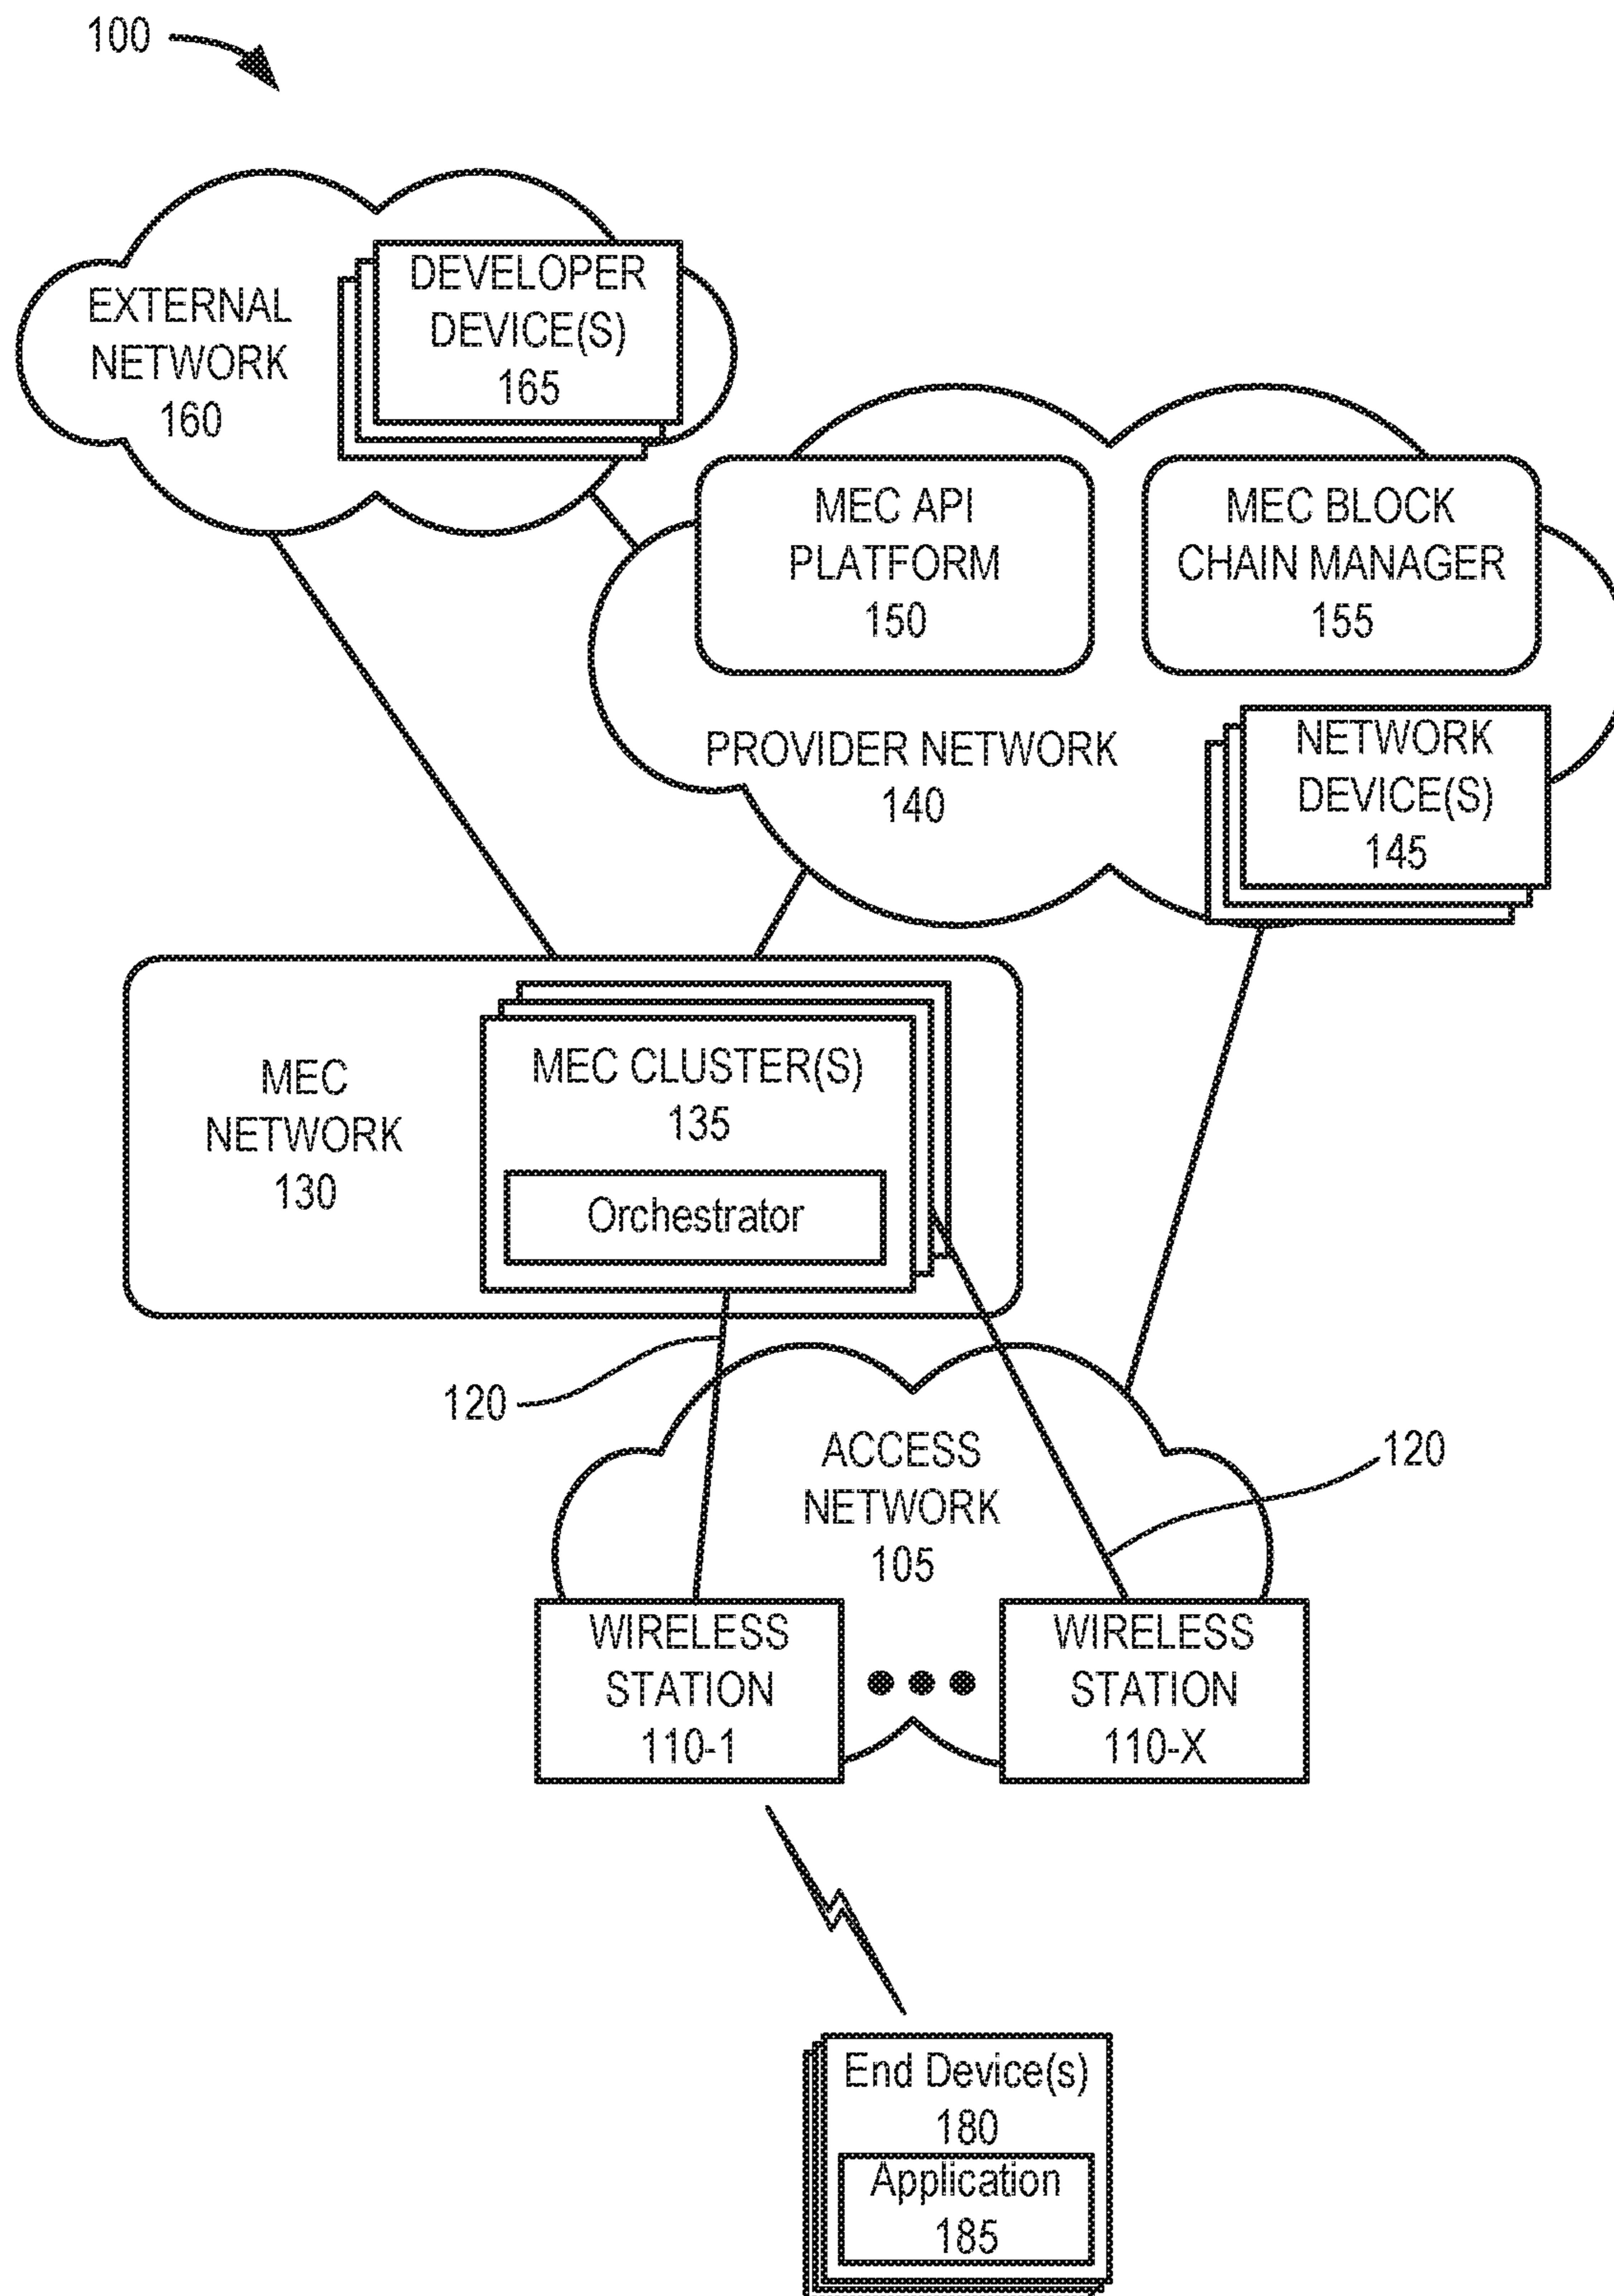 100
EXTERNAL
NETWORK
160
DEVELOPER
DEVICE(S)
165
MEC API
PLATFORM
150
MEC BLOCK
CHAIN MANAGER
155
PROVIDER NETWORK
140
NETWORK
DEVICE(S)
145
MEC
NETWORK
130
MEC CLUSTER(S)
135
Orchestrator
120
ACCESS
NETWORK
105
120
WIRELESS
STATION
110-1
WIRELESS
STATION
110-X
End Device(s)
180
Application
185